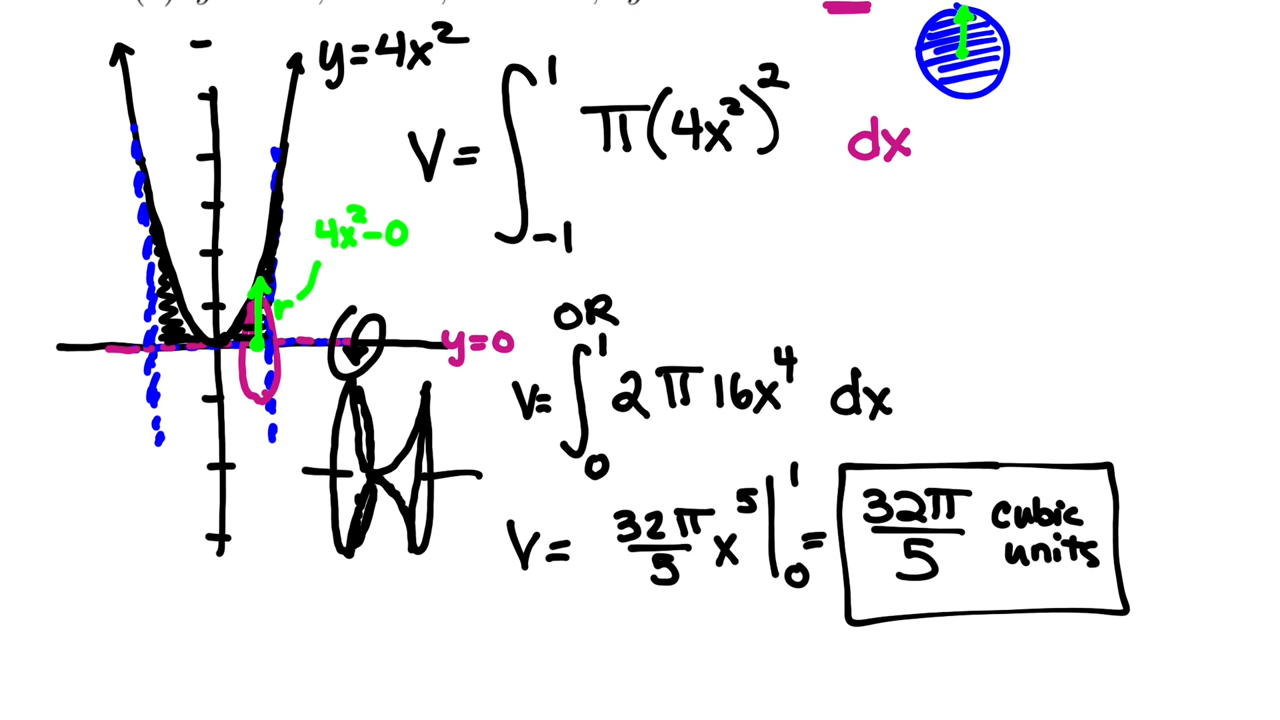 y=4x²
V = ∫₋₁¹ π(4x²)² dx
4x²-0
r
y=0
OR
V= ∫₀¹ 2π16x⁴ dx
V = 32π/5 x⁵ |₀¹ = 32π/5 cubic units